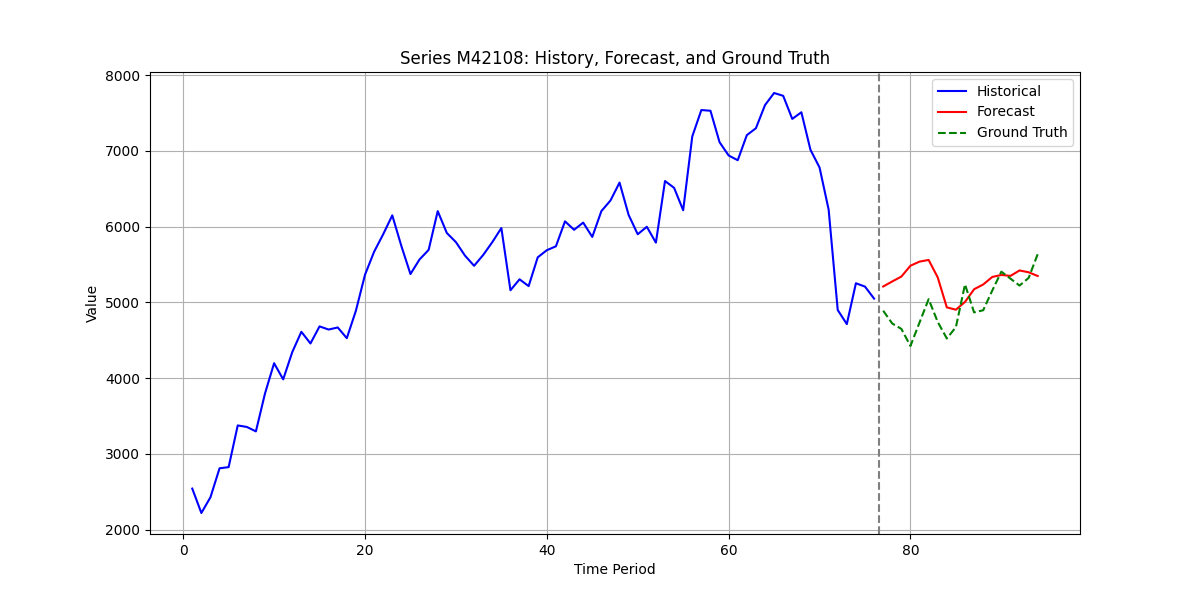 Series M42108: History, Forecast, and Ground Truth
Historical
Forecast
Ground Truth
8000
7000
6000
5000
4000
3000
2000
Value
0 20 40 60 80
Time Period